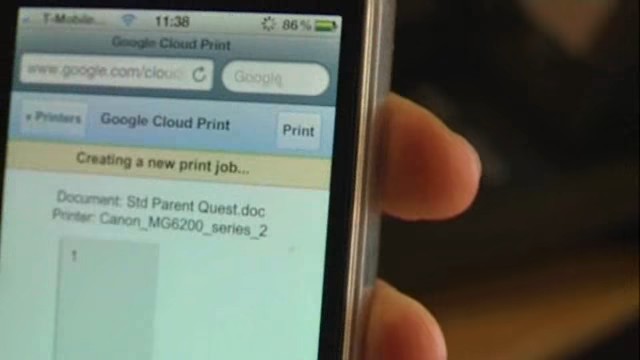 T-Mobile... 11:38 86%
Google Cloud Print
www.google.com/cloud Google
Printers Google Cloud Print Print
Creating a new print job...
Document: Std Parent Quest.doc
Printer: Canon_MG6200_series_2
1